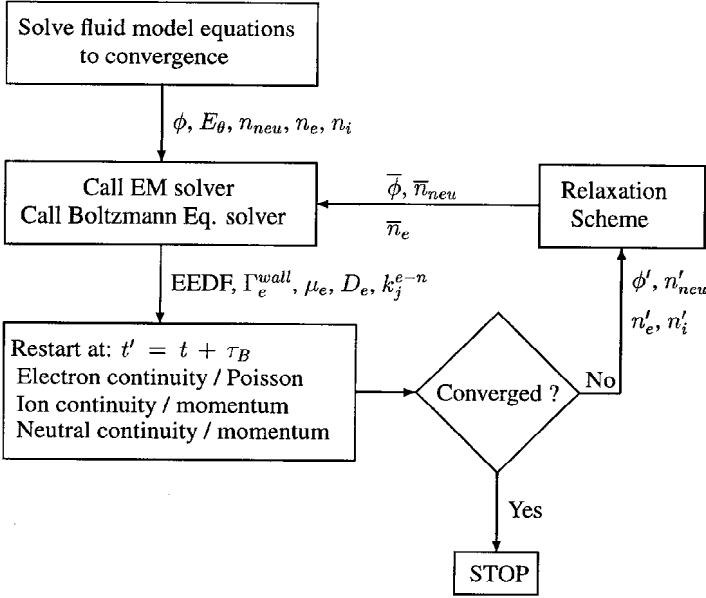 Solve fluid model equations
to convergence
ϕ, E_θ, n_neu, n_e, n_i
Call EM solver
Call Boltzmann Eq. solver
ϕ̅, n̅_neu
n̅_e
Relaxation
Scheme
EEDF, Γ_e^wall, μ_e, D_e, k_j^{e−n}
ϕ′, n′_neu
n′_e, n′_i
Restart at: t′ = t + τ_B
Electron continuity / Poisson
Ion continuity / momentum
Neutral continuity / momentum
Converged ?
No
Yes
STOP